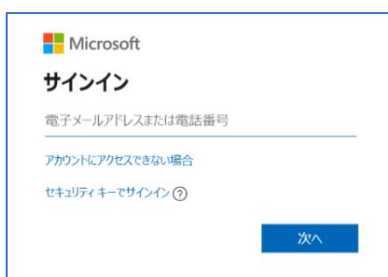 Microsoft
サインイン
電子メールアドレスまたは電話番号
アカウントにアクセスできない場合
セキュリティ キーでサインイン ?
次へ